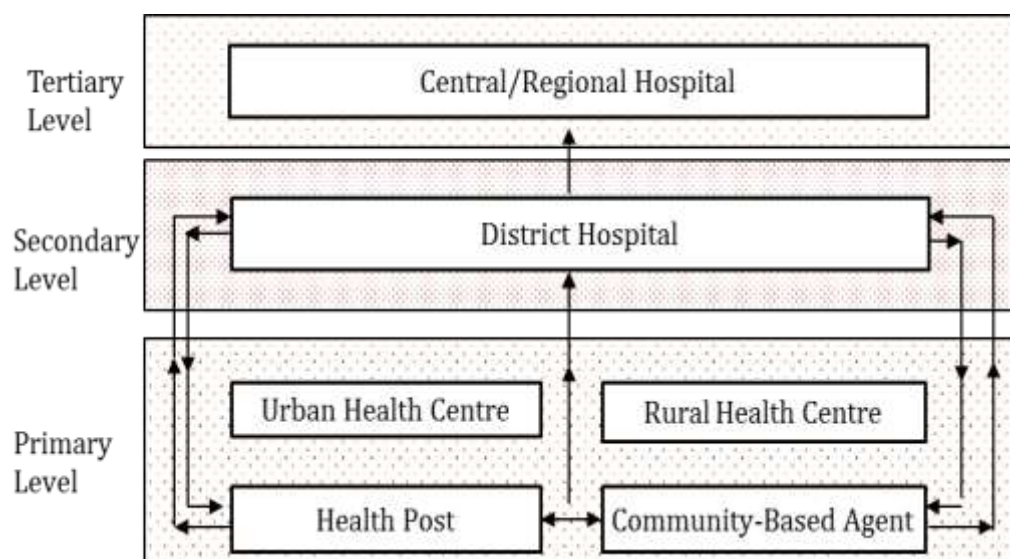 Tertiary
Level
Central/Regional Hospital
Secondary
Level
District Hospital
Primary
Level
Urban Health Centre
Rural Health Centre
Health Post
Community-Based Agent